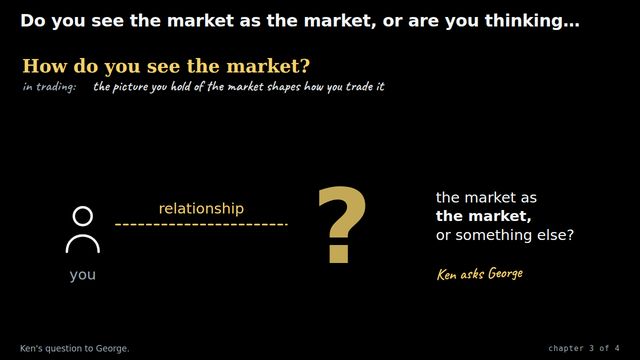 Do you see the market as the market, or are you thinking…
How do you see the market?
in trading: the picture you hold of the market shapes how you trade it
relationship
?
you
the market as
the market,
or something else?
Ken asks George
Ken's question to George.
chapter 3 of 4